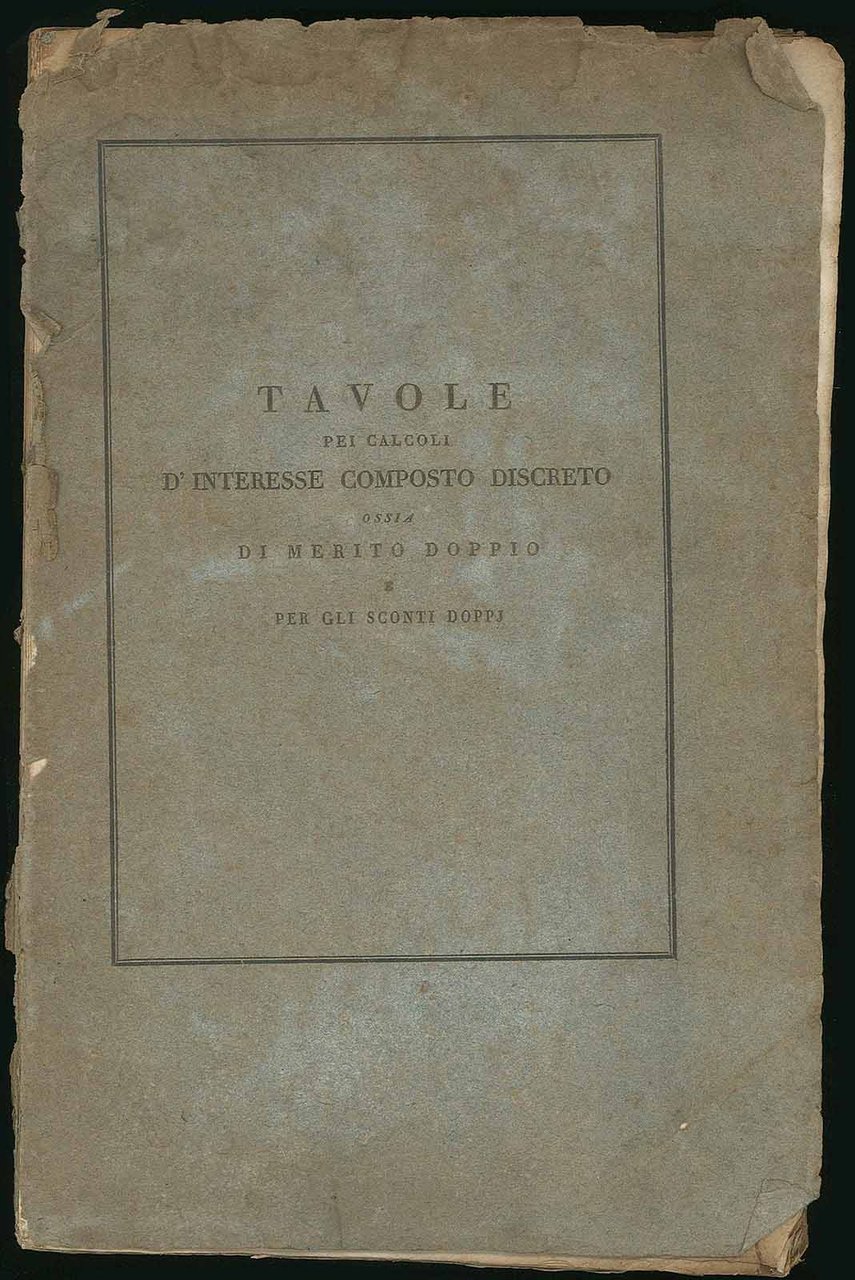 TAVOLE
PEI CALCOLI
D' INTERESSE COMPOSTO DISCRETO
OSSIA
DI MERITO DOPPIO
E
PER GLI SCONTI DOPPJ